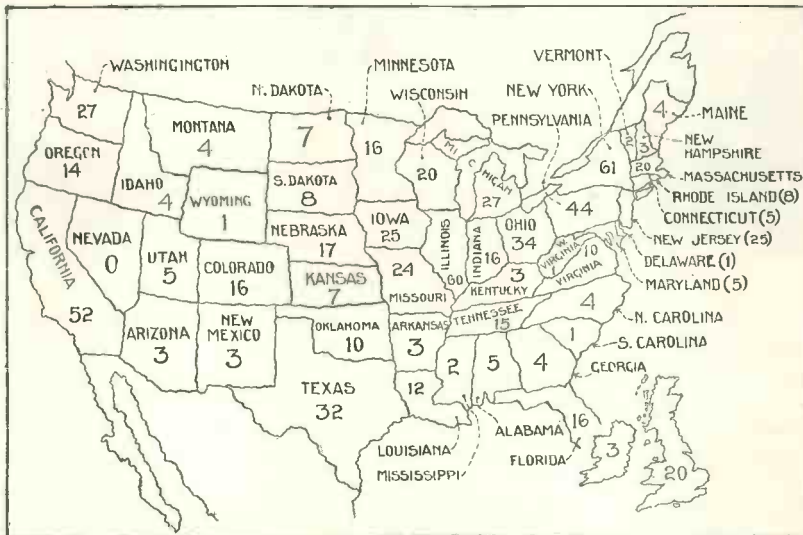 WASHINGTON
27
OREGON
14
CALIFORNIA
52
NEVADA
0
IDAHO
4
MONTANA
4
WYOMING
1
UTAH
5
COLORADO
16
ARIZONA
3
NEW
MEXICO
3
N. DAKOTA
7
S. DAKOTA
8
NEBRASKA
17
KANSAS
7
OKLAHOMA
10
TEXAS
32
MINNESOTA
16
IOWA
25
24
MISSOURI
ARKANSAS
3
12
LOUISIANA
WISCONSIN
20
MICHIGAN
27
ILLINOIS
60
INDIANA
16
OHIO
34
3
KENTUCKY
TENNESSEE
15
2
MISSISSIPPI
5
ALABAMA
4
GEORGIA
16
FLORIDA
1
S. CAROLINA
4
N. CAROLINA
W.
VIRGINIA
10
VIRGINIA
PENNSYLVANIA
44
NEW YORK
61
VERMONT
2
3
NEW
HAMPSHIRE
4
MAINE
20
MASSACHUSETTS
RHODE ISLAND (8)
CONNECTICUT (5)
NEW JERSEY (25)
DELAWARE (1)
MARYLAND (5)
3
20